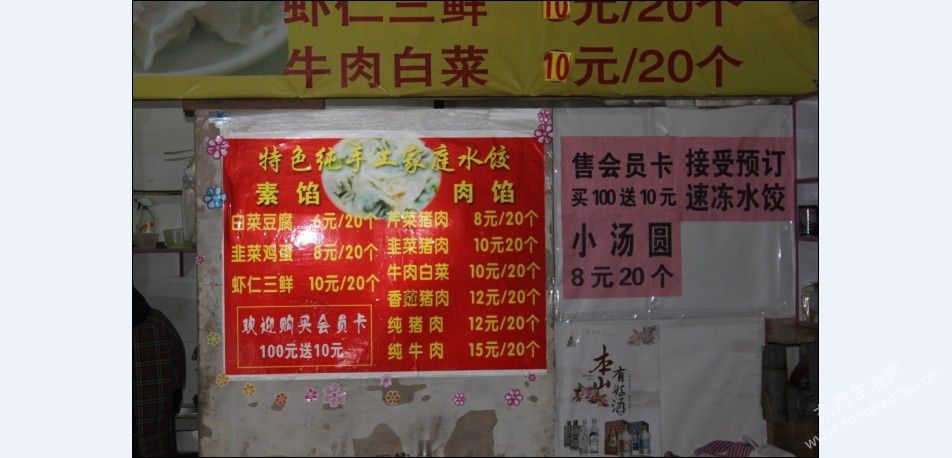 虾仁三鲜 10元/20个
牛肉白菜 10元/20个
特色纯手工家庭水饺
素馅 肉馅
白菜豆腐 6元/20个
韭菜鸡蛋 8元/20个
虾仁三鲜 10元/20个
芹菜猪肉 8元/20个
韭菜猪肉 10元/20个
牛肉白菜 10元/20个
香菇猪肉 12元/20个
纯猪肉 12元/20个
纯牛肉 15元/20个
欢迎购买会员卡
100元送10元
售会员卡
买100送10元
接受预订
速冻水饺
小汤圆
8元20个
本山
有好酒
东海生活网
www.donghaibbs.com